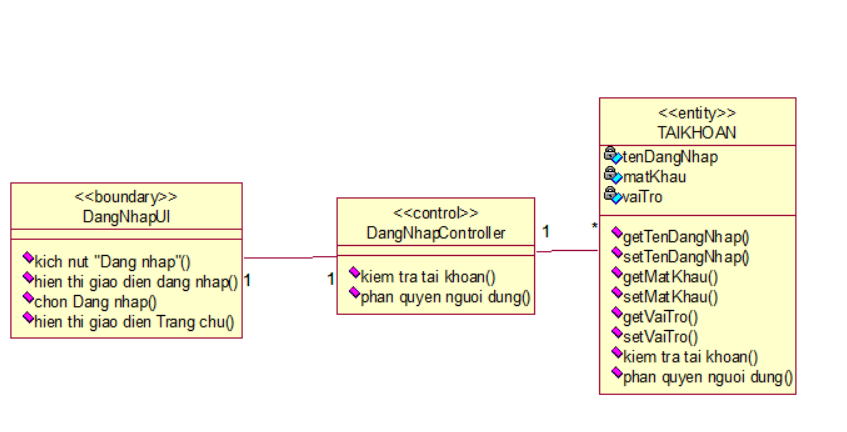 <<boundary>>
DangNhapUI
kich nut "Dang nhap"()
hien thi giao dien dang nhap()
chon Dang nhap()
hien thi giao dien Trang chu()
1
1
<<control>>
DangNhapController
kiem tra tai khoan()
phan quyen nguoi dung()
1
*
<<entity>>
TAIKHOAN
tenDangNhap
matKhau
vaiTro
getTenDangNhap()
setTenDangNhap()
getMatKhau()
setMatKhau()
getVaiTro()
setVaiTro()
kiem tra tai khoan()
phan quyen nguoi dung()